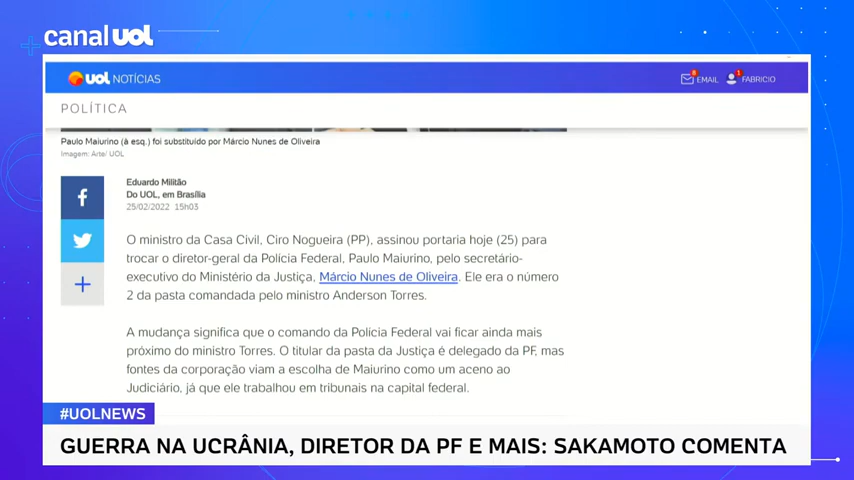 canal uol
uol NOTÍCIAS
8
EMAIL
1
FABRICIO
POLÍTICA
Paulo Maiurino (à esq.) foi substituído por Márcio Nunes de Oliveira
Imagem: Arte/ UOL
Eduardo Militão
Do UOL, em Brasília
25/02/2022 15h03
O ministro da Casa Civil, Ciro Nogueira (PP), assinou portaria hoje (25) para
trocar o diretor-geral da Polícia Federal, Paulo Maiurino, pelo secretário-
executivo do Ministério da Justiça, Márcio Nunes de Oliveira. Ele era o número
2 da pasta comandada pelo ministro Anderson Torres.
A mudança significa que o comando da Polícia Federal vai ficar ainda mais
próximo do ministro Torres. O titular da pasta da Justiça é delegado da PF, mas
fontes da corporação viam a escolha de Maiurino como um aceno ao
Judiciário, já que ele trabalhou em tribunais na capital federal.
#UOLNEWS
GUERRA NA UCRÂNIA, DIRETOR DA PF E MAIS: SAKAMOTO COMENTA